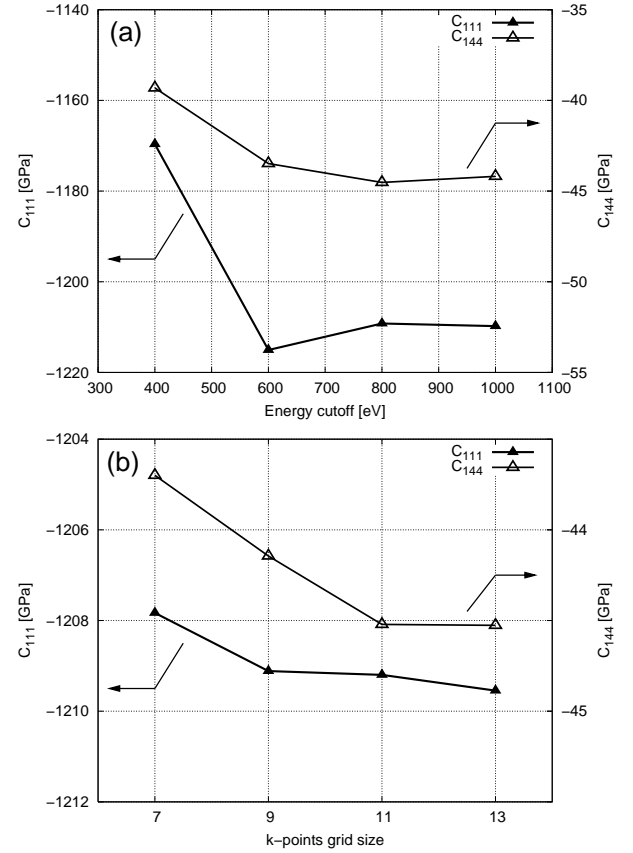 (a)
C111
C144
−1140
−1160
−1180
−1200
−1220
C111 [GPa]
−35
−40
−45
−50
−55
C144 [GPa]
300 400 500 600 700 800 900 1000 1100
Energy cutoff [eV]
(b)
C111
C144
−1204
−1206
−1208
−1210
−1212
C111 [GPa]
−44
−45
C144 [GPa]
7 9 11 13
k−points grid size